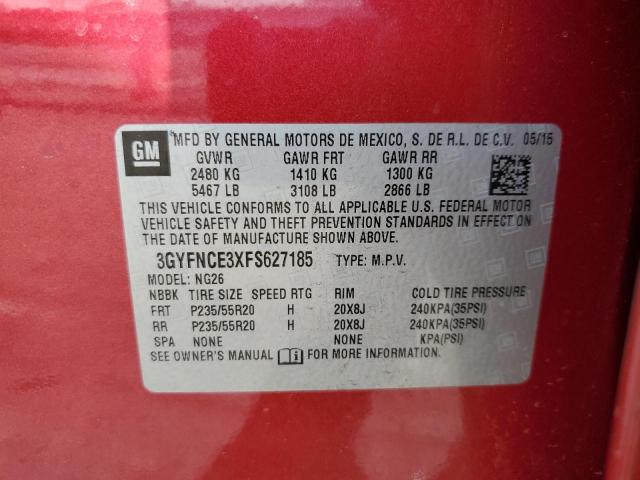 GM MFD BY GENERAL MOTORS DE MEXICO, S. DE R.L. DE C.V. 05/15
GVWR GAWR FRT GAWR RR
2480 KG 1410 KG 1300 KG
5467 LB 3108 LB 2866 LB
THIS VEHICLE CONFORMS TO ALL APPLICABLE U.S. FEDERAL MOTOR
VEHICLE SAFETY AND THEFT PREVENTION STANDARDS IN EFFECT ON
THE DATE OF MANUFACTURE SHOWN ABOVE.
3GYFNCE3XFS627185 TYPE: M.P.V.
MODEL: NG26
NBBK TIRE SIZE SPEED RTG RIM COLD TIRE PRESSURE
FRT P235/55R20 H 20X8J 240KPA(35PSI)
RR P235/55R20 H 20X8J 240KPA(35PSI)
SPA NONE NONE KPA(PSI)
SEE OWNER'S MANUAL FOR MORE INFORMATION.